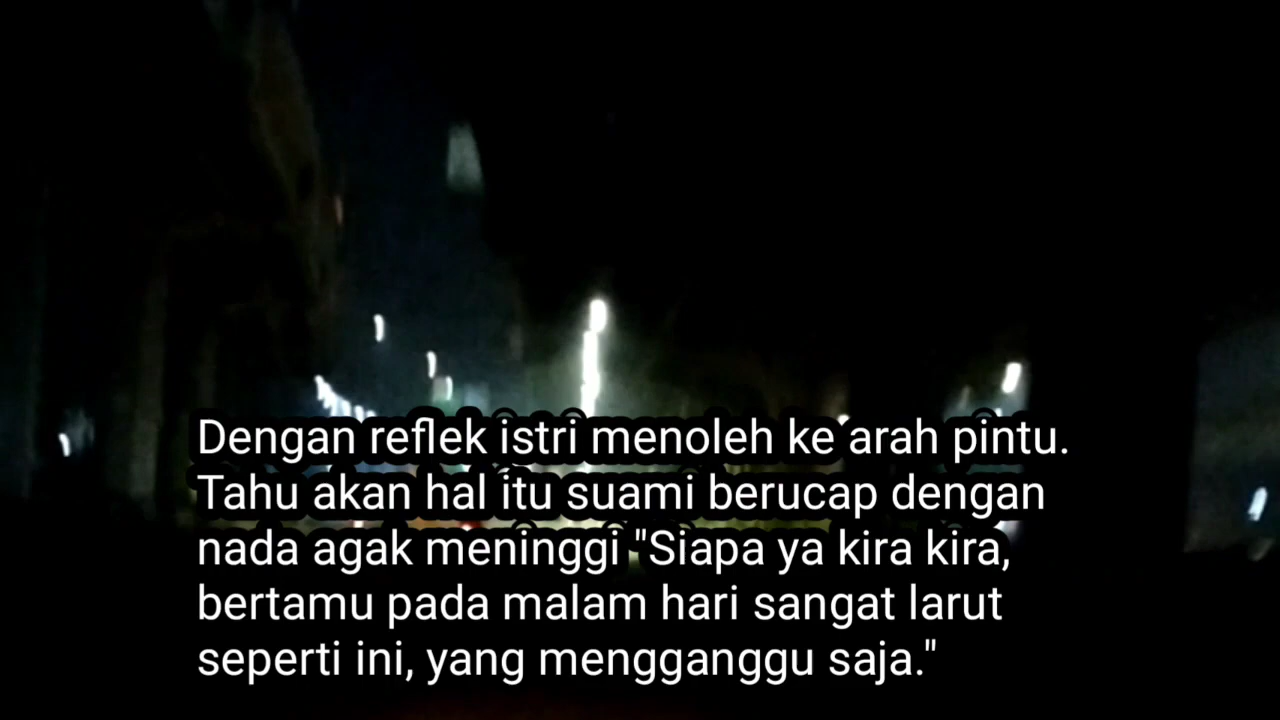 Dengan reflek istri menoleh ke arah pintu.
Tahu akan hal itu suami berucap dengan
nada agak meninggi "Siapa ya kira kira,
bertamu pada malam hari sangat larut
seperti ini, yang mengganggu saja."